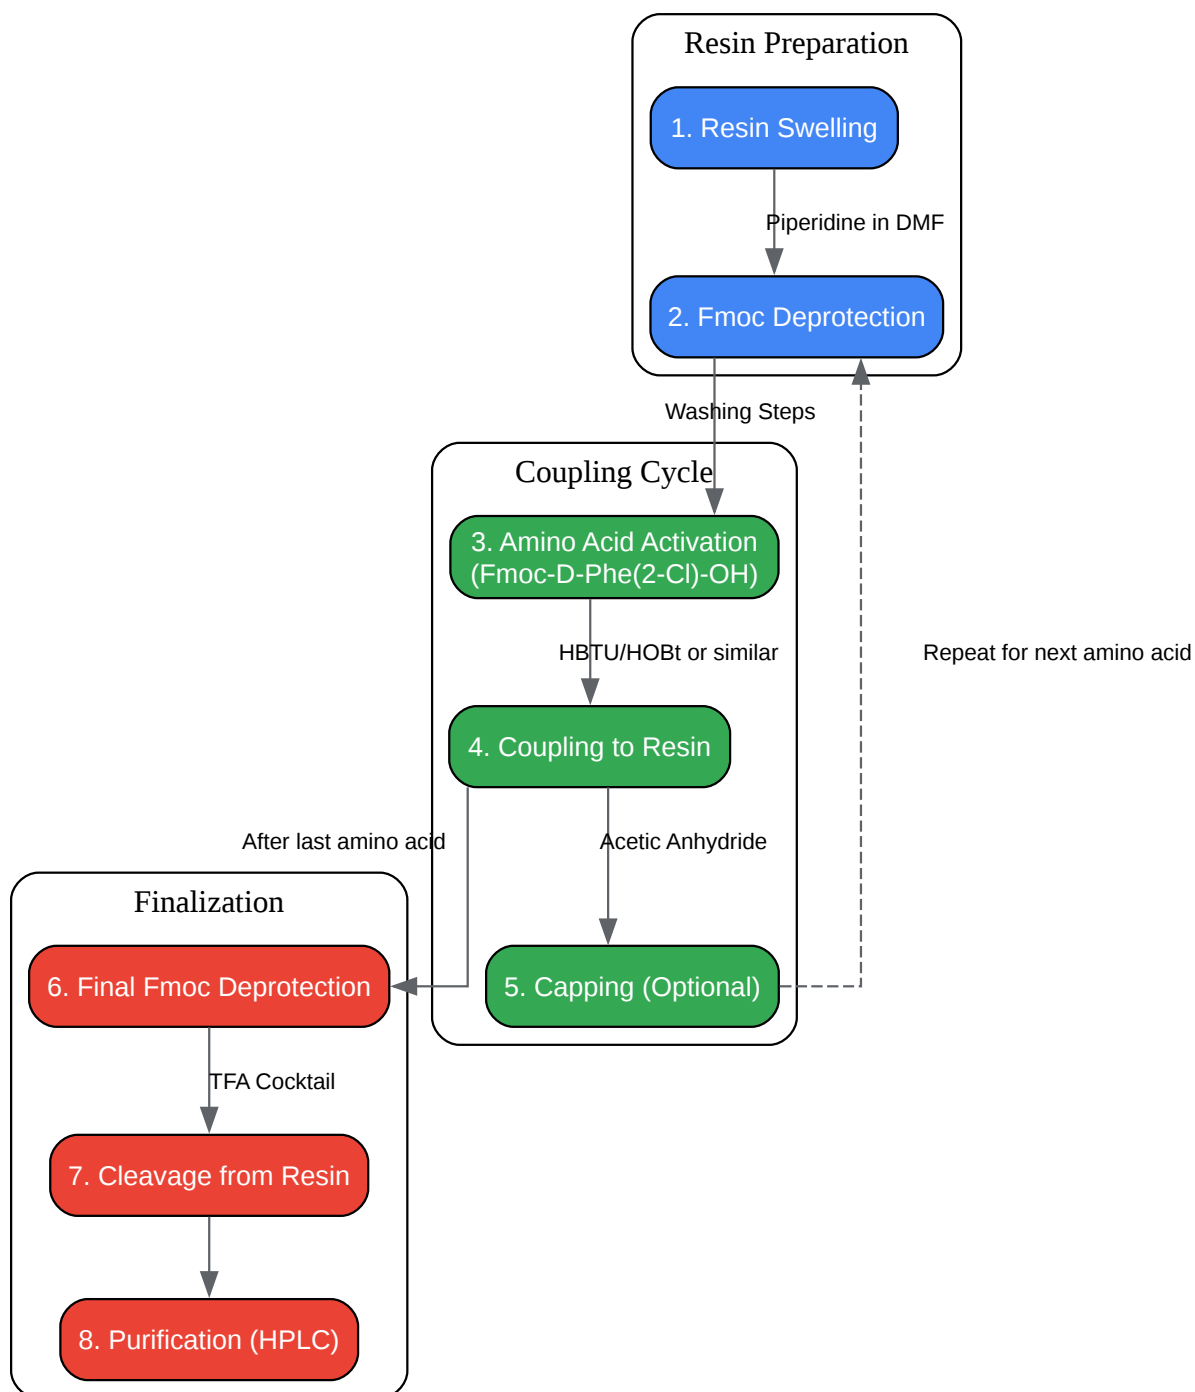 Resin Preparation
1. Resin Swelling
Piperidine in DMF
2. Fmoc Deprotection
Washing Steps
Coupling Cycle
3. Amino Acid Activation
(Fmoc-D-Phe(2-Cl)-OH)
HBTU/HOBt or similar
Repeat for next amino acid
4. Coupling to Resin
After last amino acid
Acetic Anhydride
Finalization
6. Final Fmoc Deprotection
5. Capping (Optional)
TFA Cocktail
7. Cleavage from Resin
8. Purification (HPLC)